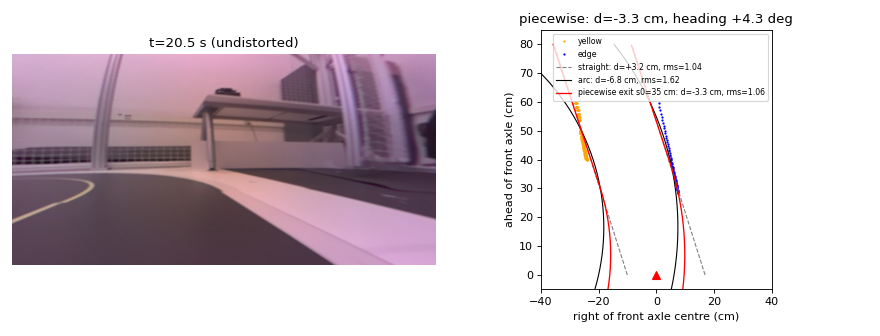 t=20.5 s (undistorted)
piecewise: d=-3.3 cm, heading +4.3 deg
yellow
edge
straight: d=+3.2 cm, rms=1.04
arc: d=-6.8 cm, rms=1.62
piecewise exit s0=35 cm: d=-3.3 cm, rms=1.06
80
70
60
50
40
30
20
10
0
ahead of front axle (cm)
−40
−20
0
20
40
right of front axle centre (cm)